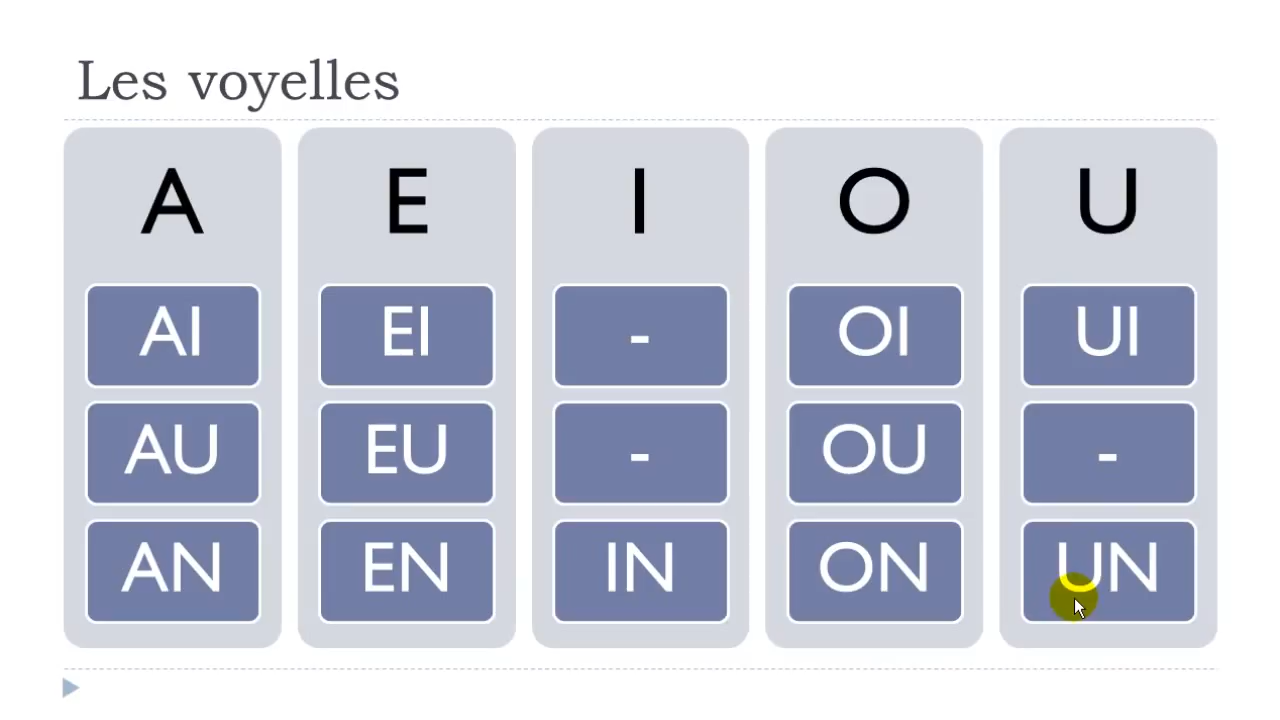 Les voyelles
A E I O U
AI EI - OI UI
AU EU - OU -
AN EN IN ON UN